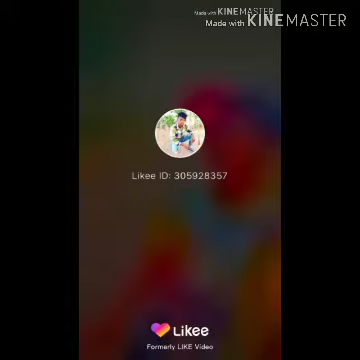 Made with KINEMASTER
Made with KINEMASTER
Likee ID: 305928357
Likee
Formerly LIKE Video